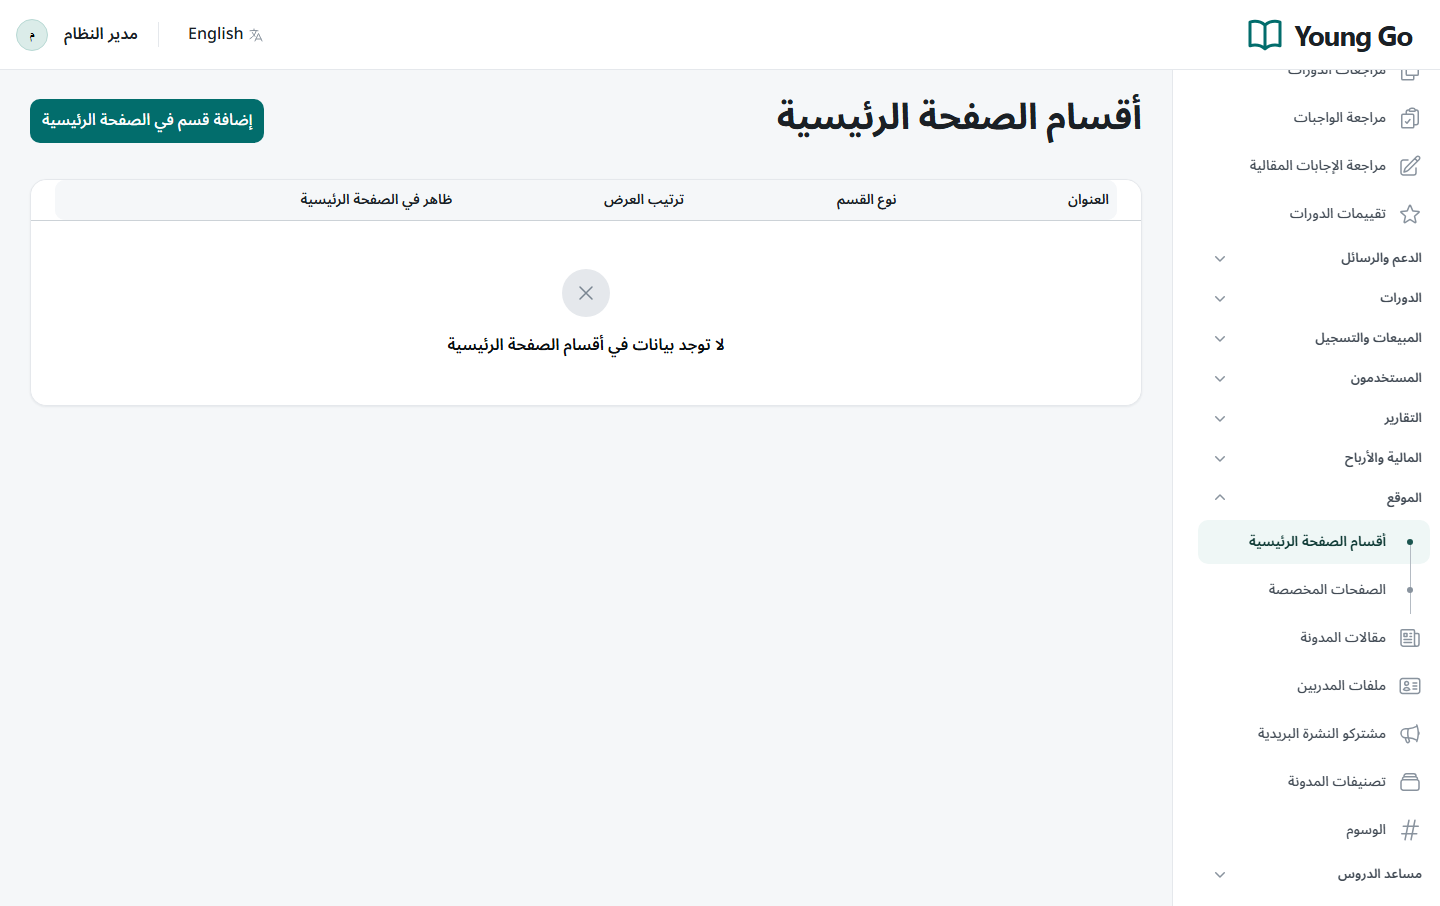 Young Go
English
مدير النظام
م
مراجعات الدورات
مراجعة الواجبات
مراجعة الإجابات المقالية
تقييمات الدورات
الدعم والرسائل
الدورات
المبيعات والتسجيل
المستخدمون
التقارير
المالية والأرباح
الموقع
أقسام الصفحة الرئيسية
الصفحات المخصصة
مقالات المدونة
ملفات المدربين
مشتركو النشرة البريدية
تصنيفات المدونة
الوسوم
مساعد الدروس
أقسام الصفحة الرئيسية
إضافة قسم في الصفحة الرئيسية
العنوان نوع القسم ترتيب العرض ظاهر في الصفحة الرئيسية
لا توجد بيانات في أقسام الصفحة الرئيسية